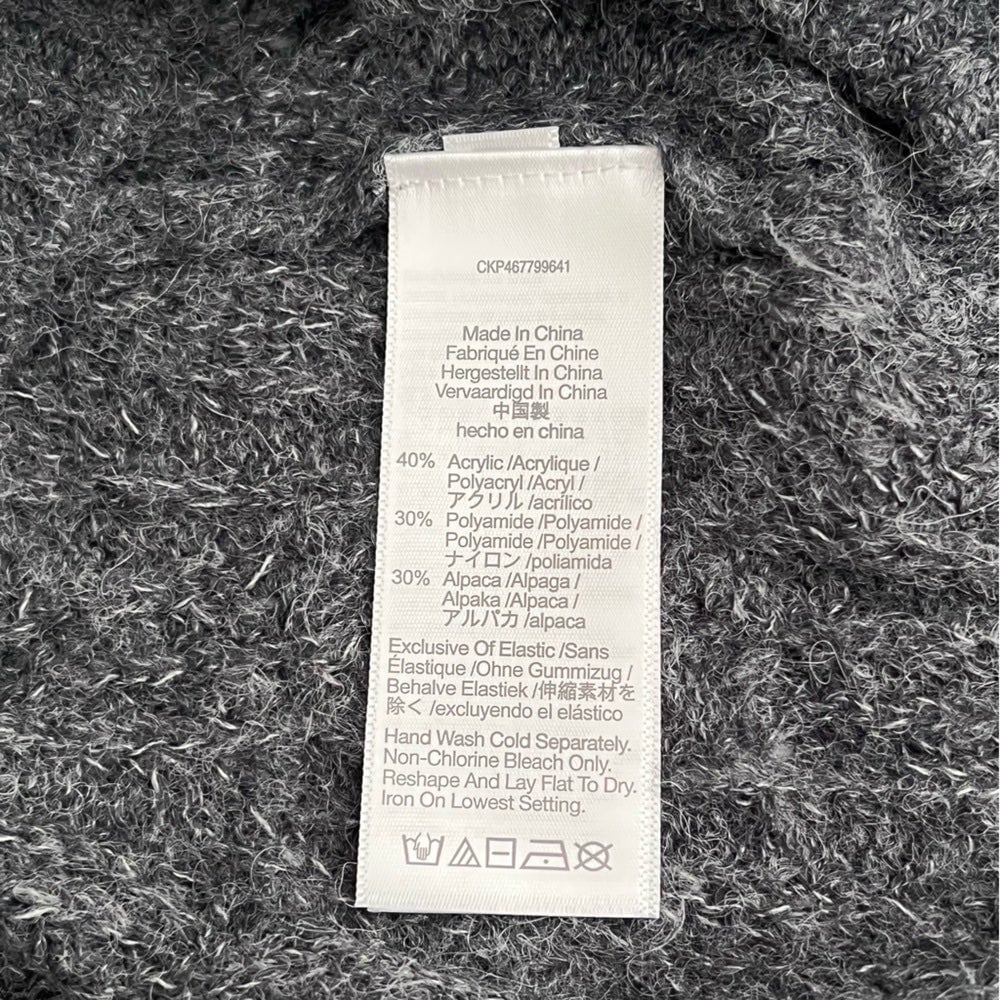 CKP467799641
Made In China
Fabriqué En Chine
Hergestellt In China
Vervaardigd In China
中国製
hecho en china
40% Acrylic /Acrylique /
Polyacryl /Acryl /
アクリル /acrílico
30% Polyamide /Polyamide /
Polyamide /Polyamide /
ナイロン /poliamida
30% Alpaca /Alpaga /
Alpaka /Alpaca /
アルパカ /alpaca
Exclusive Of Elastic /Sans
Élastique /Ohne Gummizug /
Behalve Elastiek /伸縮素材を
除く /excluyendo el elástico
Hand Wash Cold Separately.
Non-Chlorine Bleach Only.
Reshape And Lay Flat To Dry.
Iron On Lowest Setting.